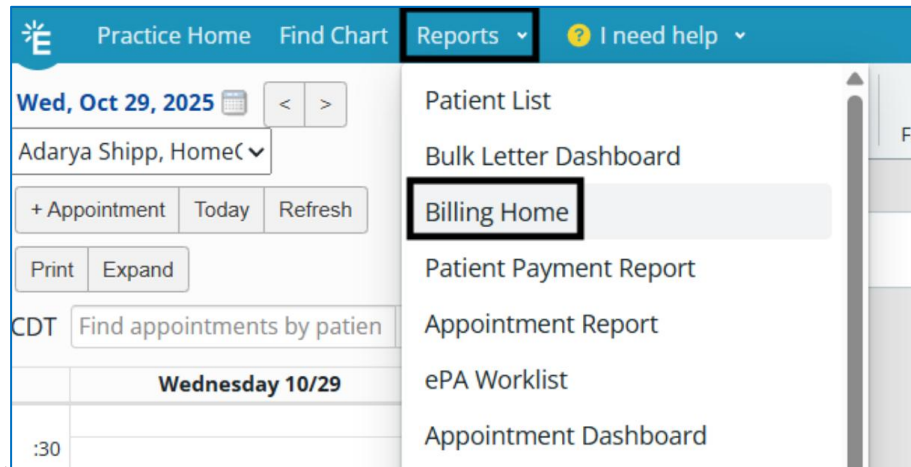 Practice Home Find Chart Reports ? I need help
Wed, Oct 29, 2025 < >
Adarya Shipp, Home
+ Appointment Today Refresh
Print Expand
CDT Find appointments by patien
Wednesday 10/29
:30
Patient List
Bulk Letter Dashboard
Billing Home
Patient Payment Report
Appointment Report
ePA Worklist
Appointment Dashboard
F